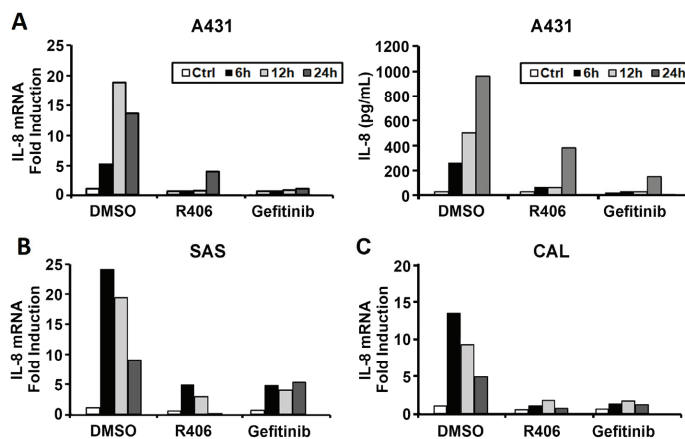 A
A431
IL-8 mRNA
Fold Induction
25
20
15
10
5
0
Ctrl 6h 12h 24h
DMSO R406 Gefitinib
A431
IL-8 (pg/mL)
1200
1000
800
600
400
200
0
Ctrl 6h 12h 24h
DMSO R406 Gefitinib
B
SAS
IL-8 mRNA
Fold Induction
25
20
15
10
5
0
DMSO R406 Gefitinib
C
CAL
IL-8 mRNA
Fold Induction
20
15
10
5
0
DMSO R406 Gefitinib